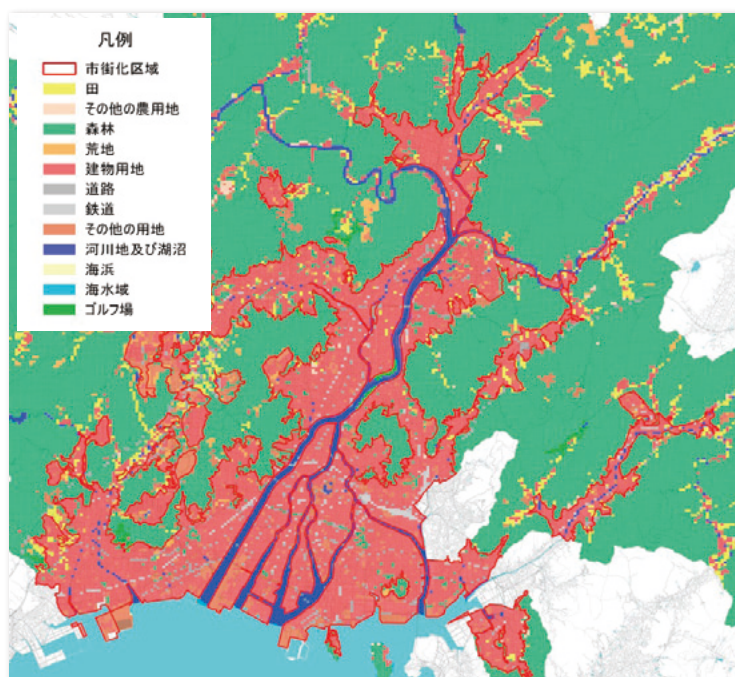 凡例
市街化区域
田
その他の農用地
森林
荒地
建物用地
道路
鉄道
その他の用地
河川地及び湖沼
海浜
海水域
ゴルフ場